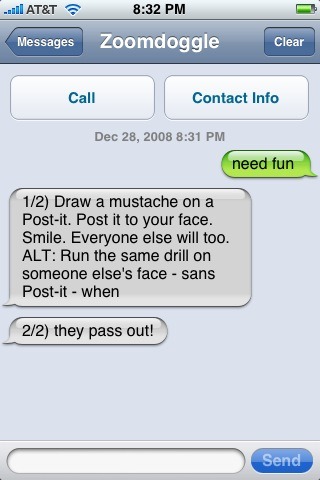 AT&T 8:32 PM
Messages Zoomdoggle Clear
Call Contact Info
Dec 28, 2008 8:31 PM
need fun
1/2) Draw a mustache on a
Post-it. Post it to your face.
Smile. Everyone else will too.
ALT: Run the same drill on
someone else's face - sans
Post-it - when
2/2) they pass out!
Send